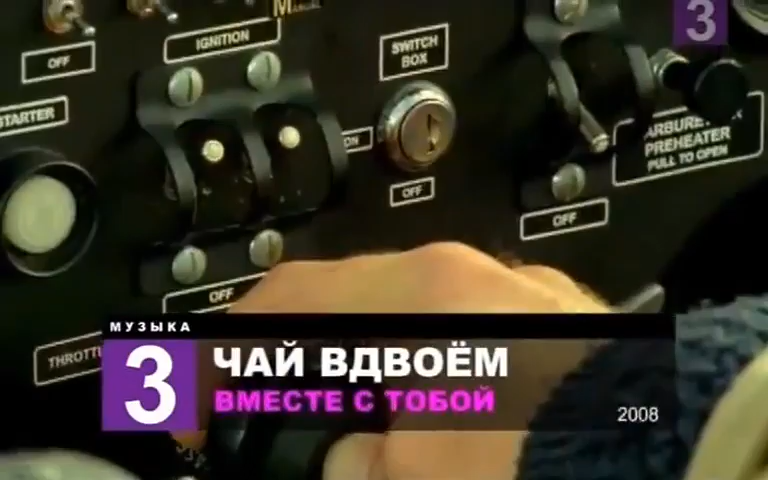 3
OFF
IGNITION
SWITCH
BOX
STARTER
ON
OFF
PREHEATER
PULL TO OPEN
OFF
OFF
МУЗЫКА
3
ЧАЙ ВДВОЁМ
ВМЕСТЕ С ТОБОЙ
2008